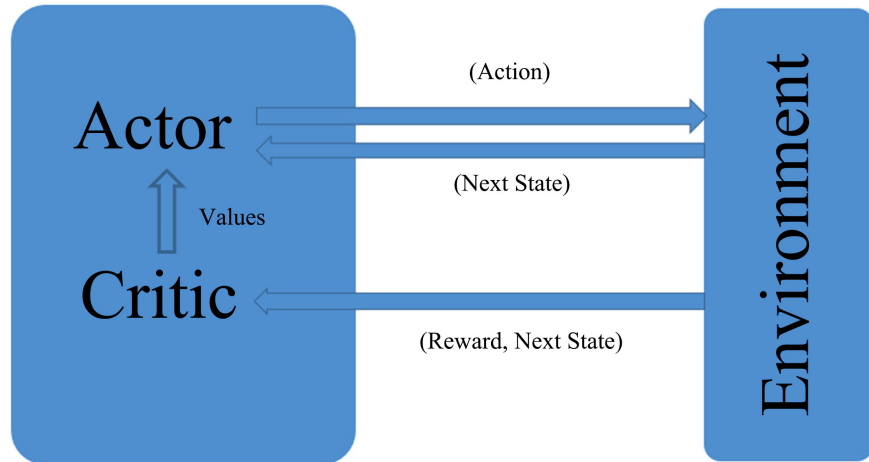 (Action)
Actor
(Next State)
Values
Critic
(Reward, Next State)
Environment